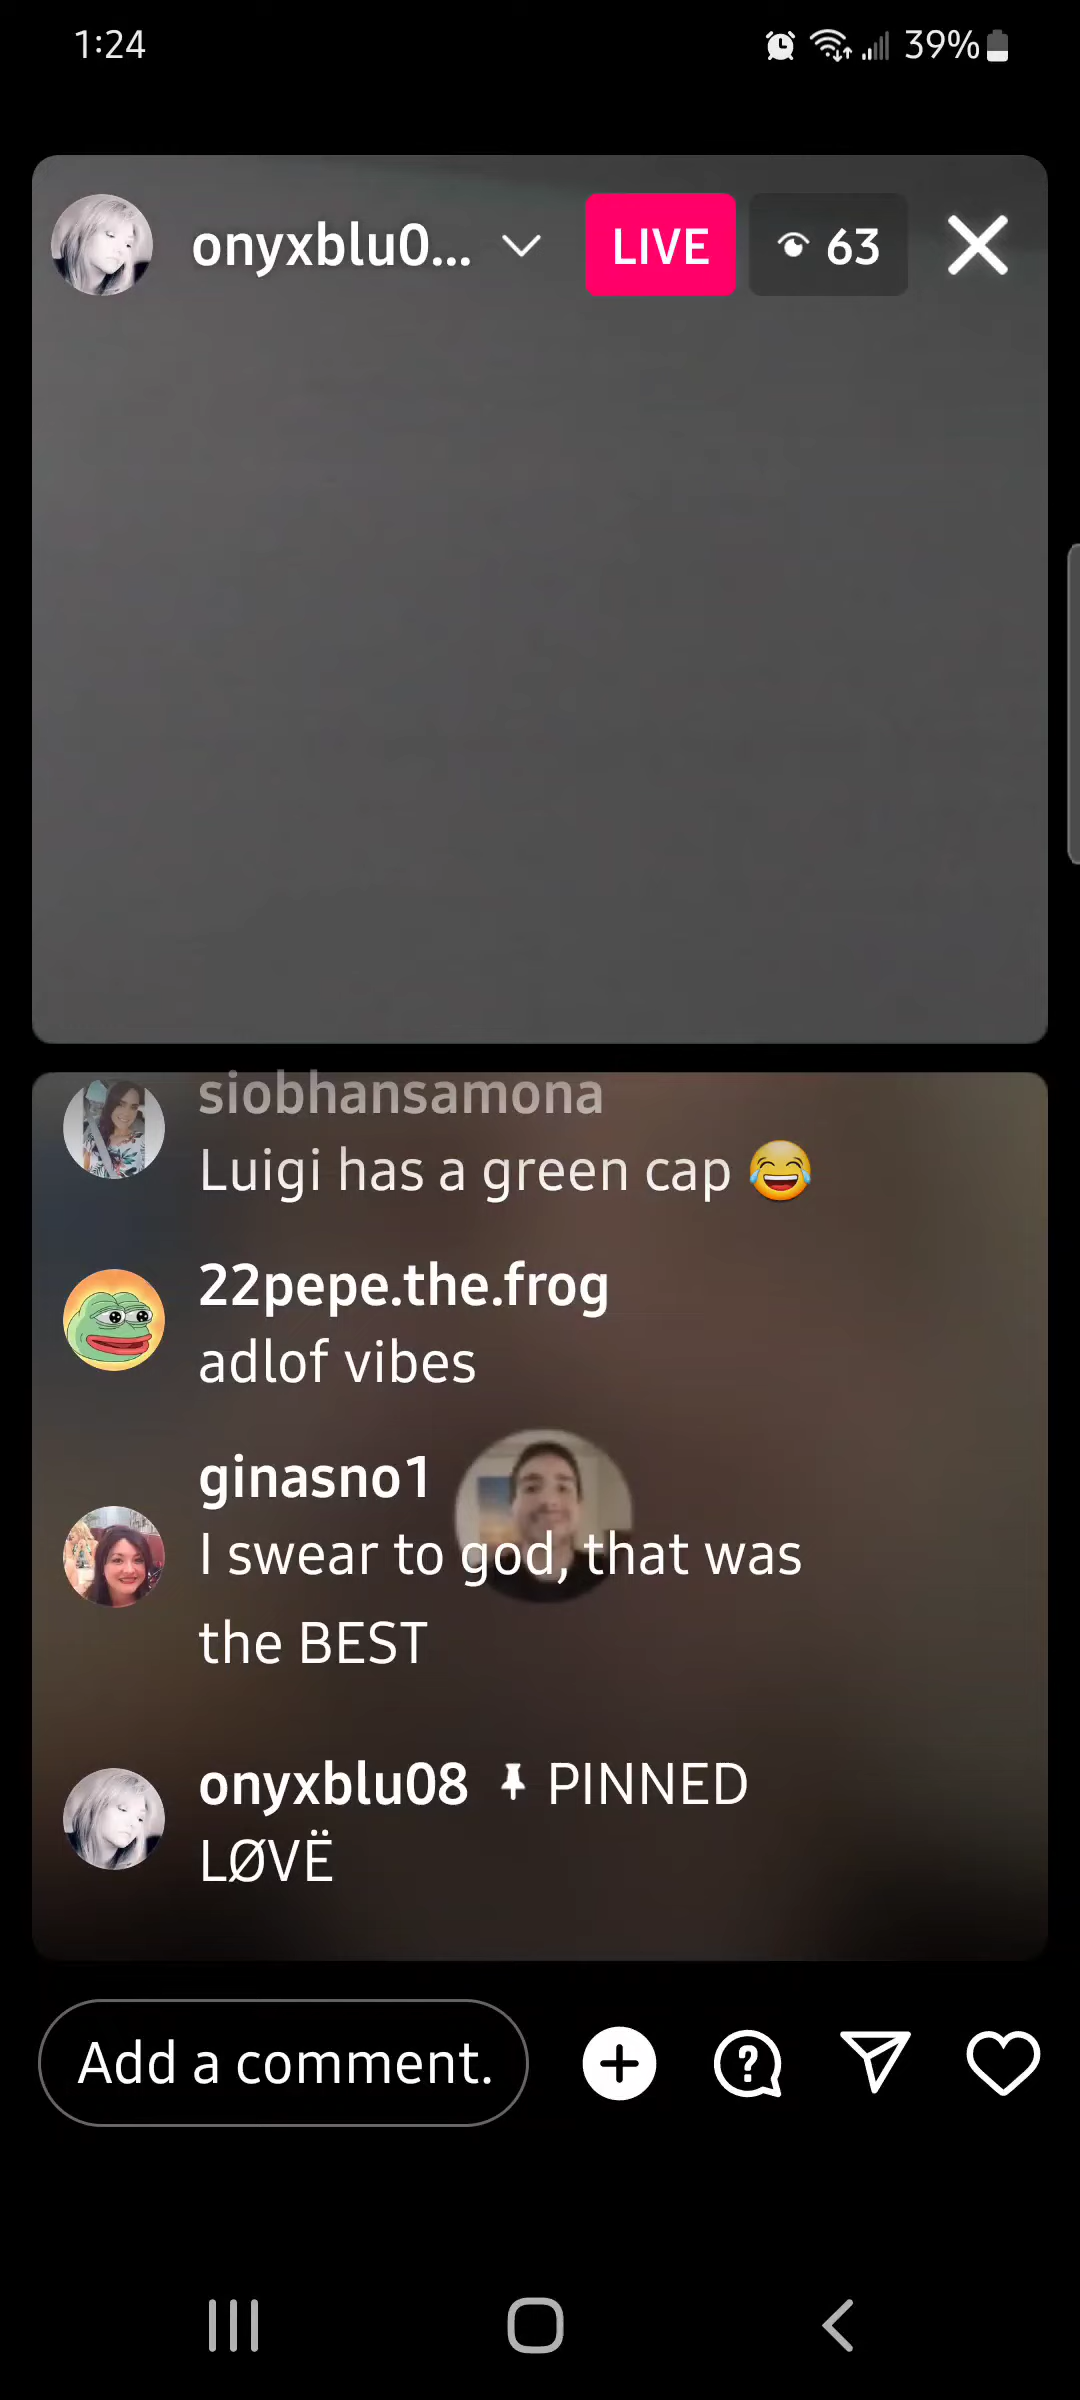 1:24
39%
onyxblu0...
LIVE
63
siobhansamona
Luigi has a green cap 😂
22pepe.the.frog
adlof vibes
ginasno1
I swear to god, that was
the BEST
onyxblu08 PINNED
LØVË
Add a comment.